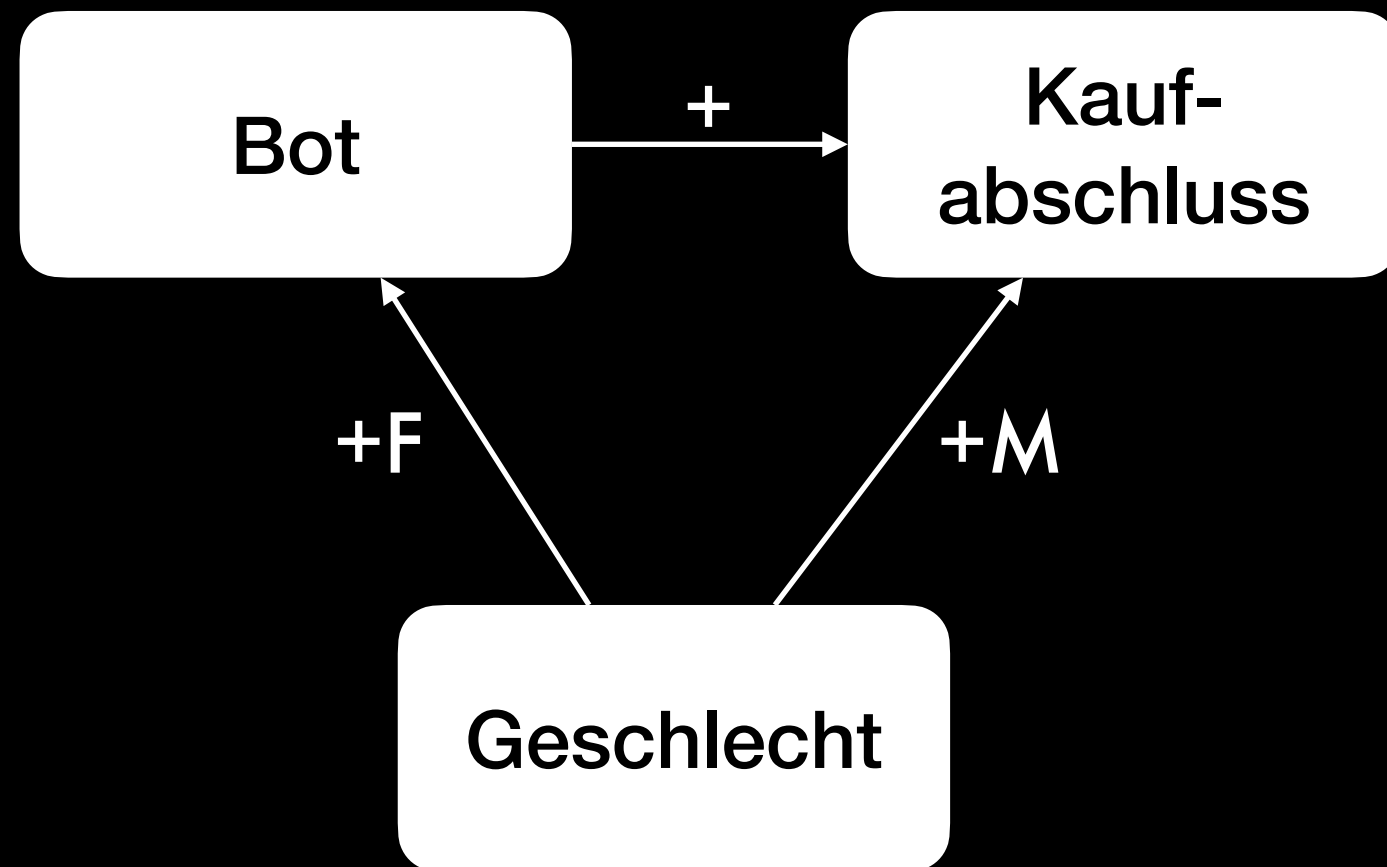 Bot
+
Kauf-
abschluss
+F
+M
Geschlecht